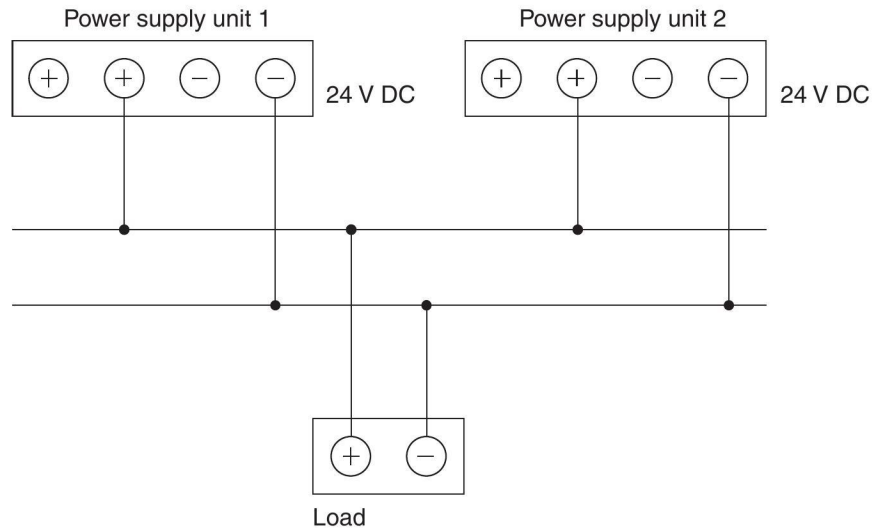 Power supply unit 1
Power supply unit 2
+ + − −
24 V DC
+ + − −
24 V DC
+ −
Load